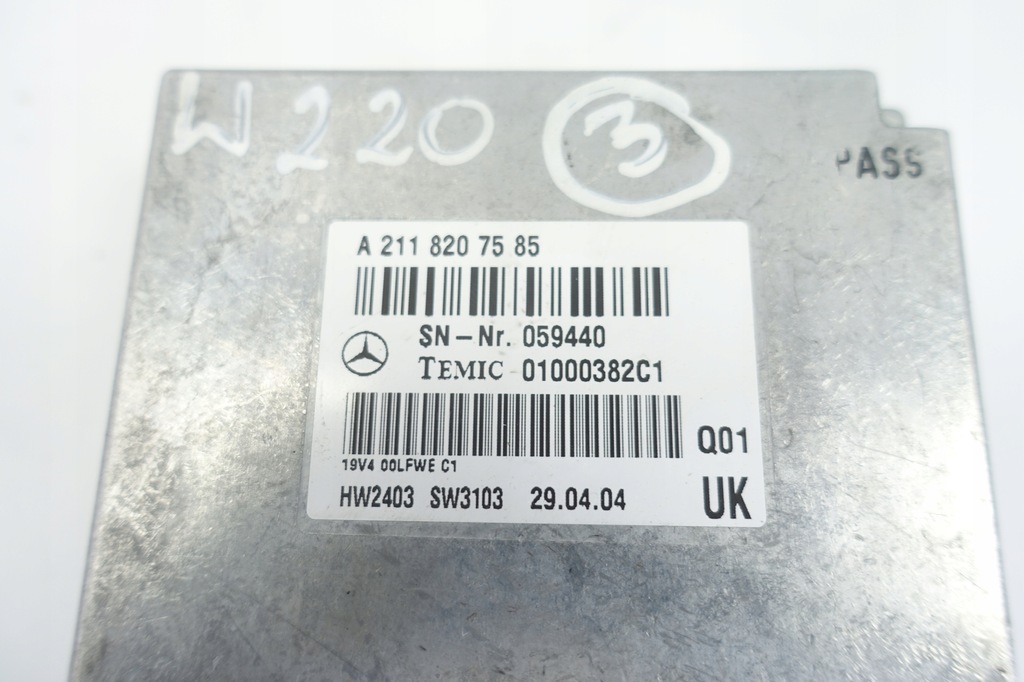 W220 3
PASS
A 211 820 75 85
SN-Nr. 059440
TEMIC 01000382C1
Q01
19V4 00LFWE C1
HW2403 SW3103 29.04.04
UK